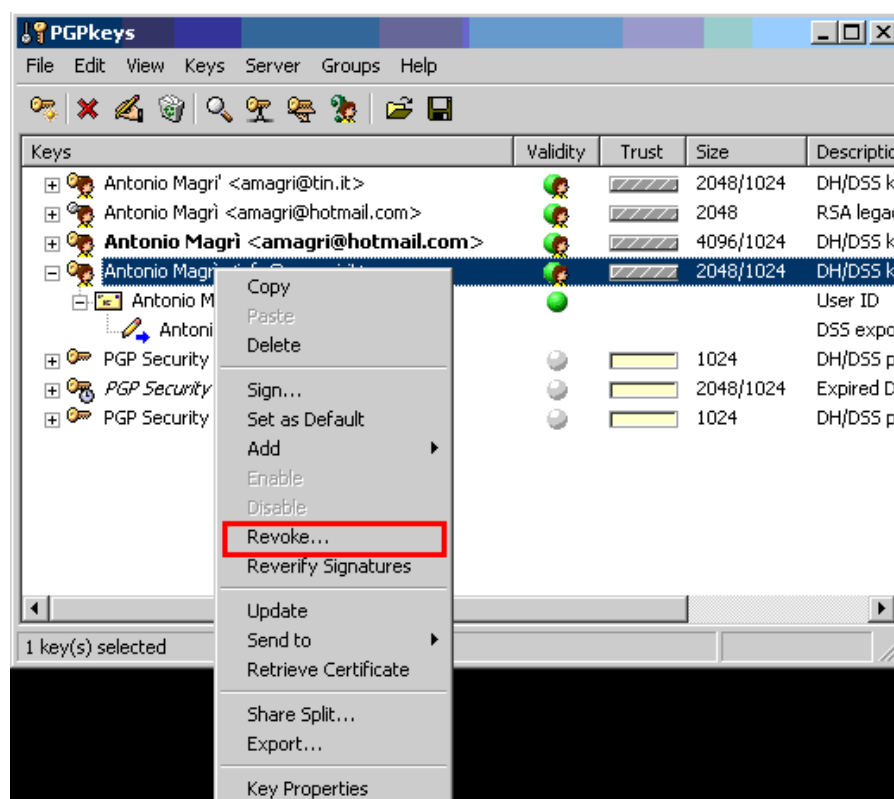 PGPkeys
File Edit View Keys Server Groups Help
Keys Validity Trust Size Descriptio
Antonio Magri' <amagri@tin.it> 2048/1024 DH/DSS k
Antonio Magrì <amagri@hotmail.com> 2048 RSA legac
Antonio Magrì <amagri@hotmail.com> 4096/1024 DH/DSS k
Antonio Magrì 2048/1024 DH/DSS k
Antonio M User ID
Antoni DSS expo
PGP Security 1024 DH/DSS p
PGP Security 2048/1024 Expired D
PGP Security 1024 DH/DSS p
1 key(s) selected
Copy
Paste
Delete
Sign...
Set as Default
Add
Enable
Disable
Revoke...
Reverify Signatures
Update
Send to
Retrieve Certificate
Share Split...
Export...
Key Properties